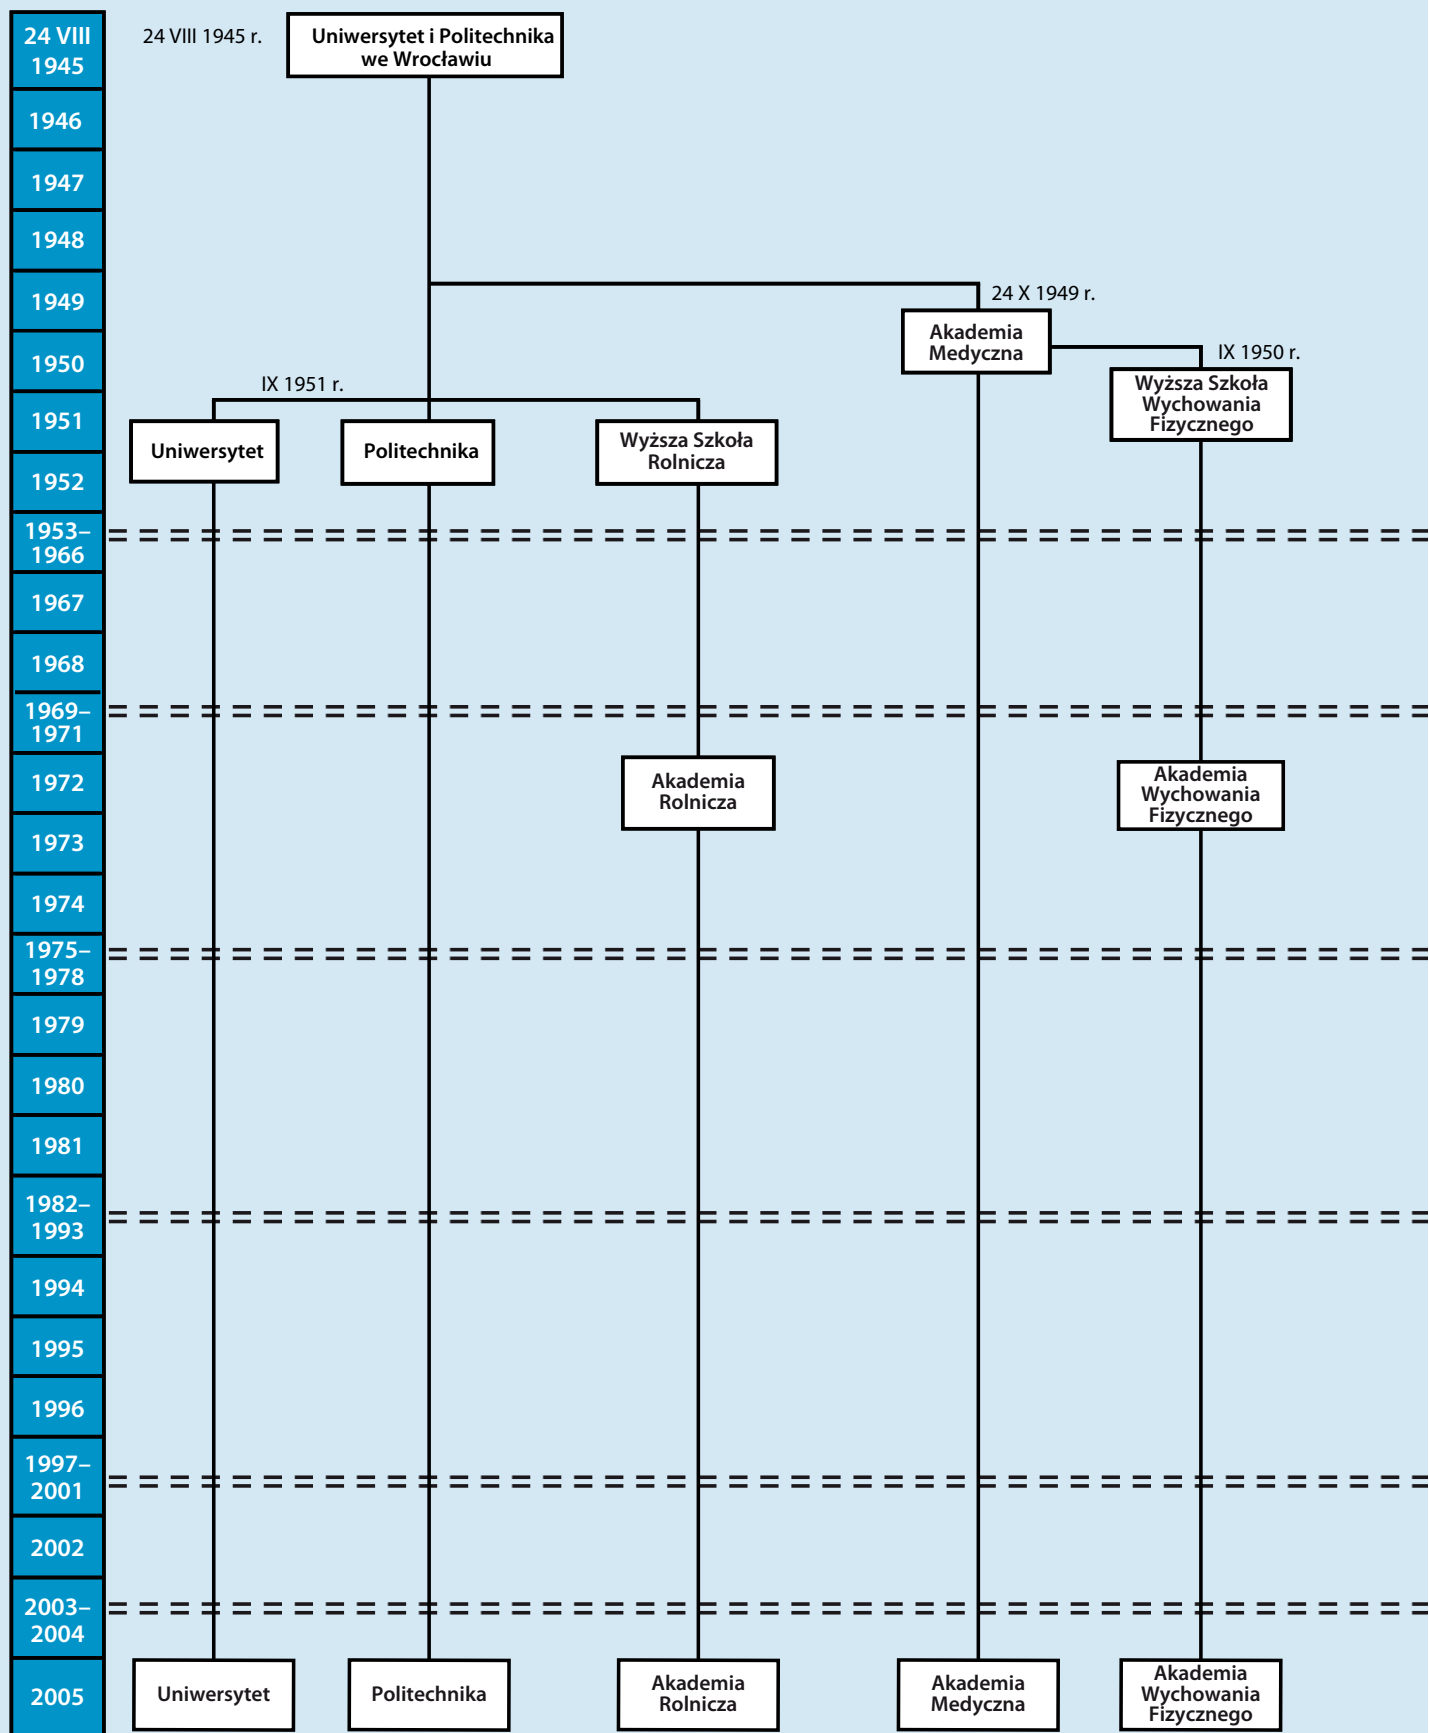 24 VIII
1945
24 VIII 1945 r.
Uniwersytet i Politechnika
we Wrocławiu
1946
1947
1948
1949
24 X 1949 r.
Akademia
Medyczna
1950
IX 1950 r.
Wyższa Szkoła
Wychowania
Fizycznego
IX 1951 r.
1951
Uniwersytet
Politechnika
Wyższa Szkoła
Rolnicza
1952
1953–
1966
1967
1968
1969–
1971
1972
Akademia
Rolnicza
Akademia
Wychowania
Fizycznego
1973
1974
1975–
1978
1979
1980
1981
1982–
1993
1994
1995
1996
1997–
2001
2002
2003–
2004
2005
Uniwersytet
Politechnika
Akademia
Rolnicza
Akademia
Medyczna
Akademia
Wychowania
Fizycznego